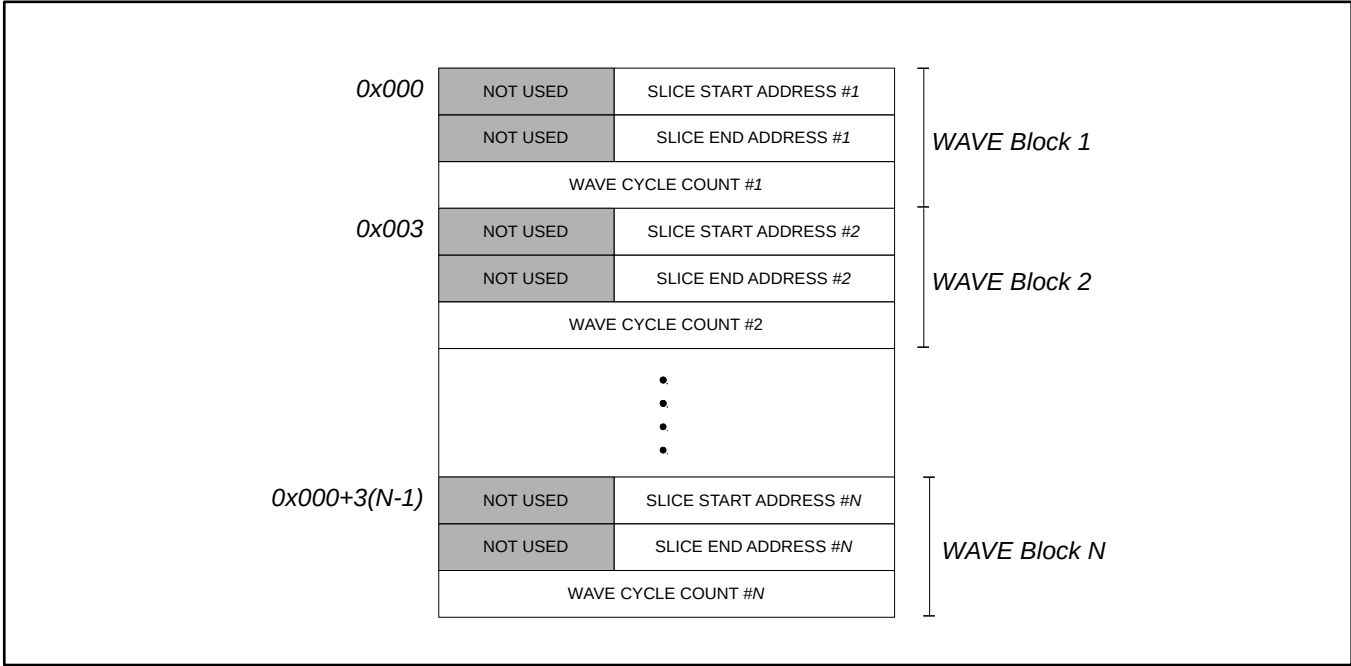 0x000 NOT USED SLICE START ADDRESS #1
NOT USED SLICE END ADDRESS #1
WAVE Block 1
WAVE CYCLE COUNT #1
0x003 NOT USED SLICE START ADDRESS #2
NOT USED SLICE END ADDRESS #2
WAVE Block 2
WAVE CYCLE COUNT #2
0x000+3(N-1) NOT USED SLICE START ADDRESS #N
NOT USED SLICE END ADDRESS #N
WAVE Block N
WAVE CYCLE COUNT #N